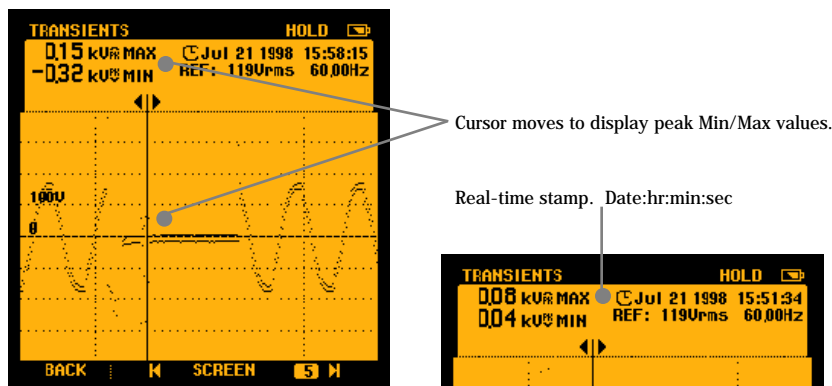 TRANSIENTS HOLD
0.15 kV MAX Jul 21 1998 15:58:15
-0.32 kV MIN REF: 119Vrms 60.00Hz
Cursor moves to display peak Min/Max values.
100V
0
BACK SCREEN 5
Real-time stamp. Date:hr:min:sec
TRANSIENTS HOLD
0.08 kV MAX Jul 21 1998 15:51:34
0.04 kV MIN REF: 119Vrms 60.00Hz